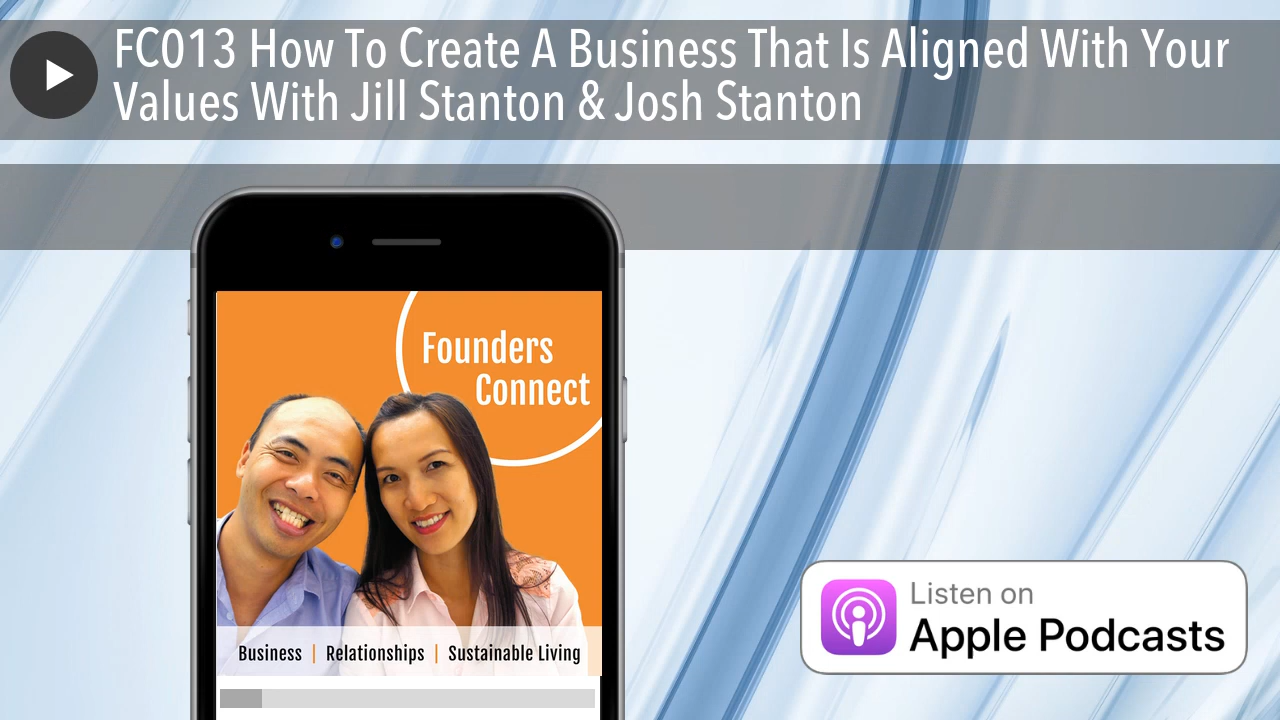 FC013 How To Create A Business That Is Aligned With Your
Values With Jill Stanton & Josh Stanton
Founders
Connect
Business | Relationships | Sustainable Living
Listen on
Apple Podcasts